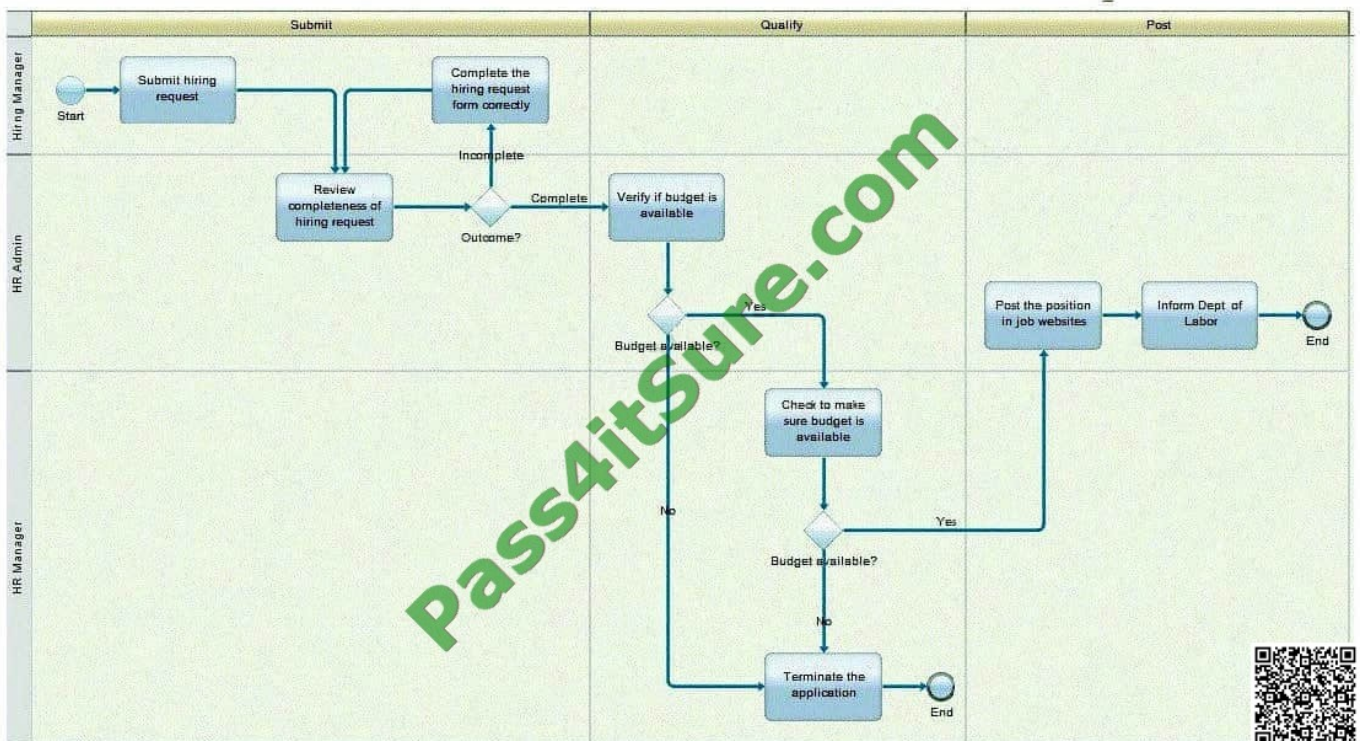 Submit
Qualify
Post
Hiring Manager
Start
Submit hiring
request
Complete the
hiring request
form correctly
Incomplete
HR Admin
Review
completeness of
hiring request
Outcome?
Complete
Verify if budget is
available
Budget available?
Yes
Post the position
in job websites
Inform Dept of
Labor
End
HR Manager
Check to make
sure budget is
available
No
Budget available?
Yes
No
Terminate the
application
End
Pass4itSure.com